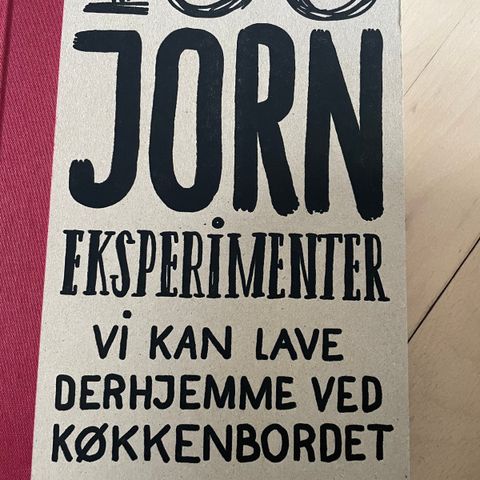 JORN
EKSPERIMENTER
Vi KAN LAVE
DERHJEMME VED
KØKKENBORDET